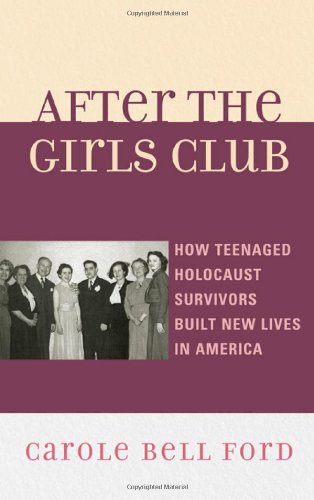 AFTER THE
GIRLS CLUB
HOW TEENAGED
HOLOCAUST
SURVIVORS
BUILT NEW LIVES
IN AMERICA
CAROLE BELL FORD